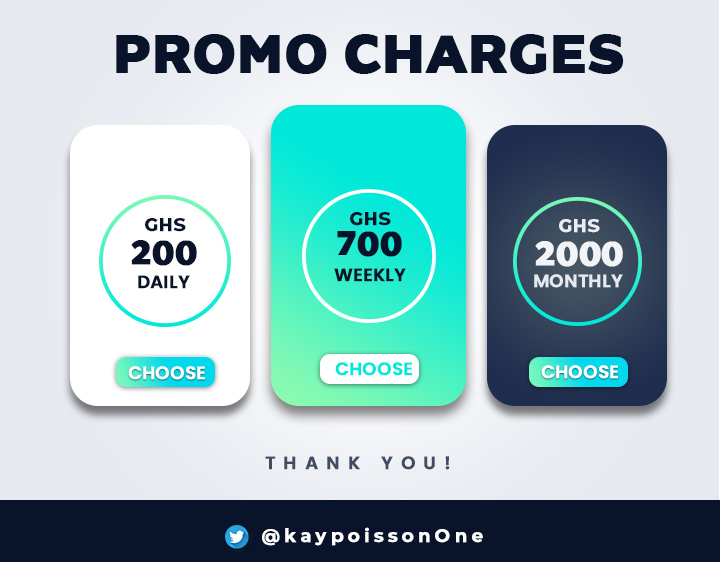 PROMO CHARGES
GHS
200
DAILY
CHOOSE
GHS
700
WEEKLY
CHOOSE
GHS
2000
MONTHLY
CHOOSE
THANK YOU!
@kaypoissonOne